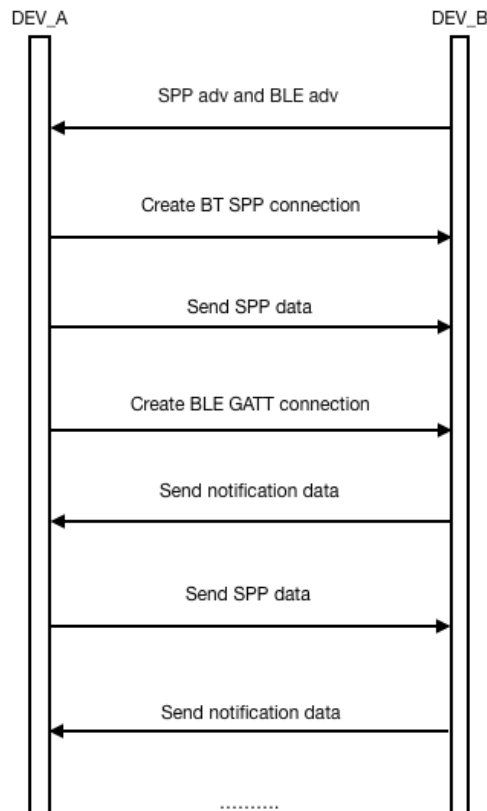 DEV_A
DEV_B
SPP adv and BLE adv
Create BT SPP connection
Send SPP data
Create BLE GATT connection
Send notification data
Send SPP data
Send notification data
..........